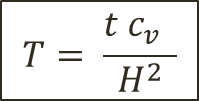 T = t c_v / H^2